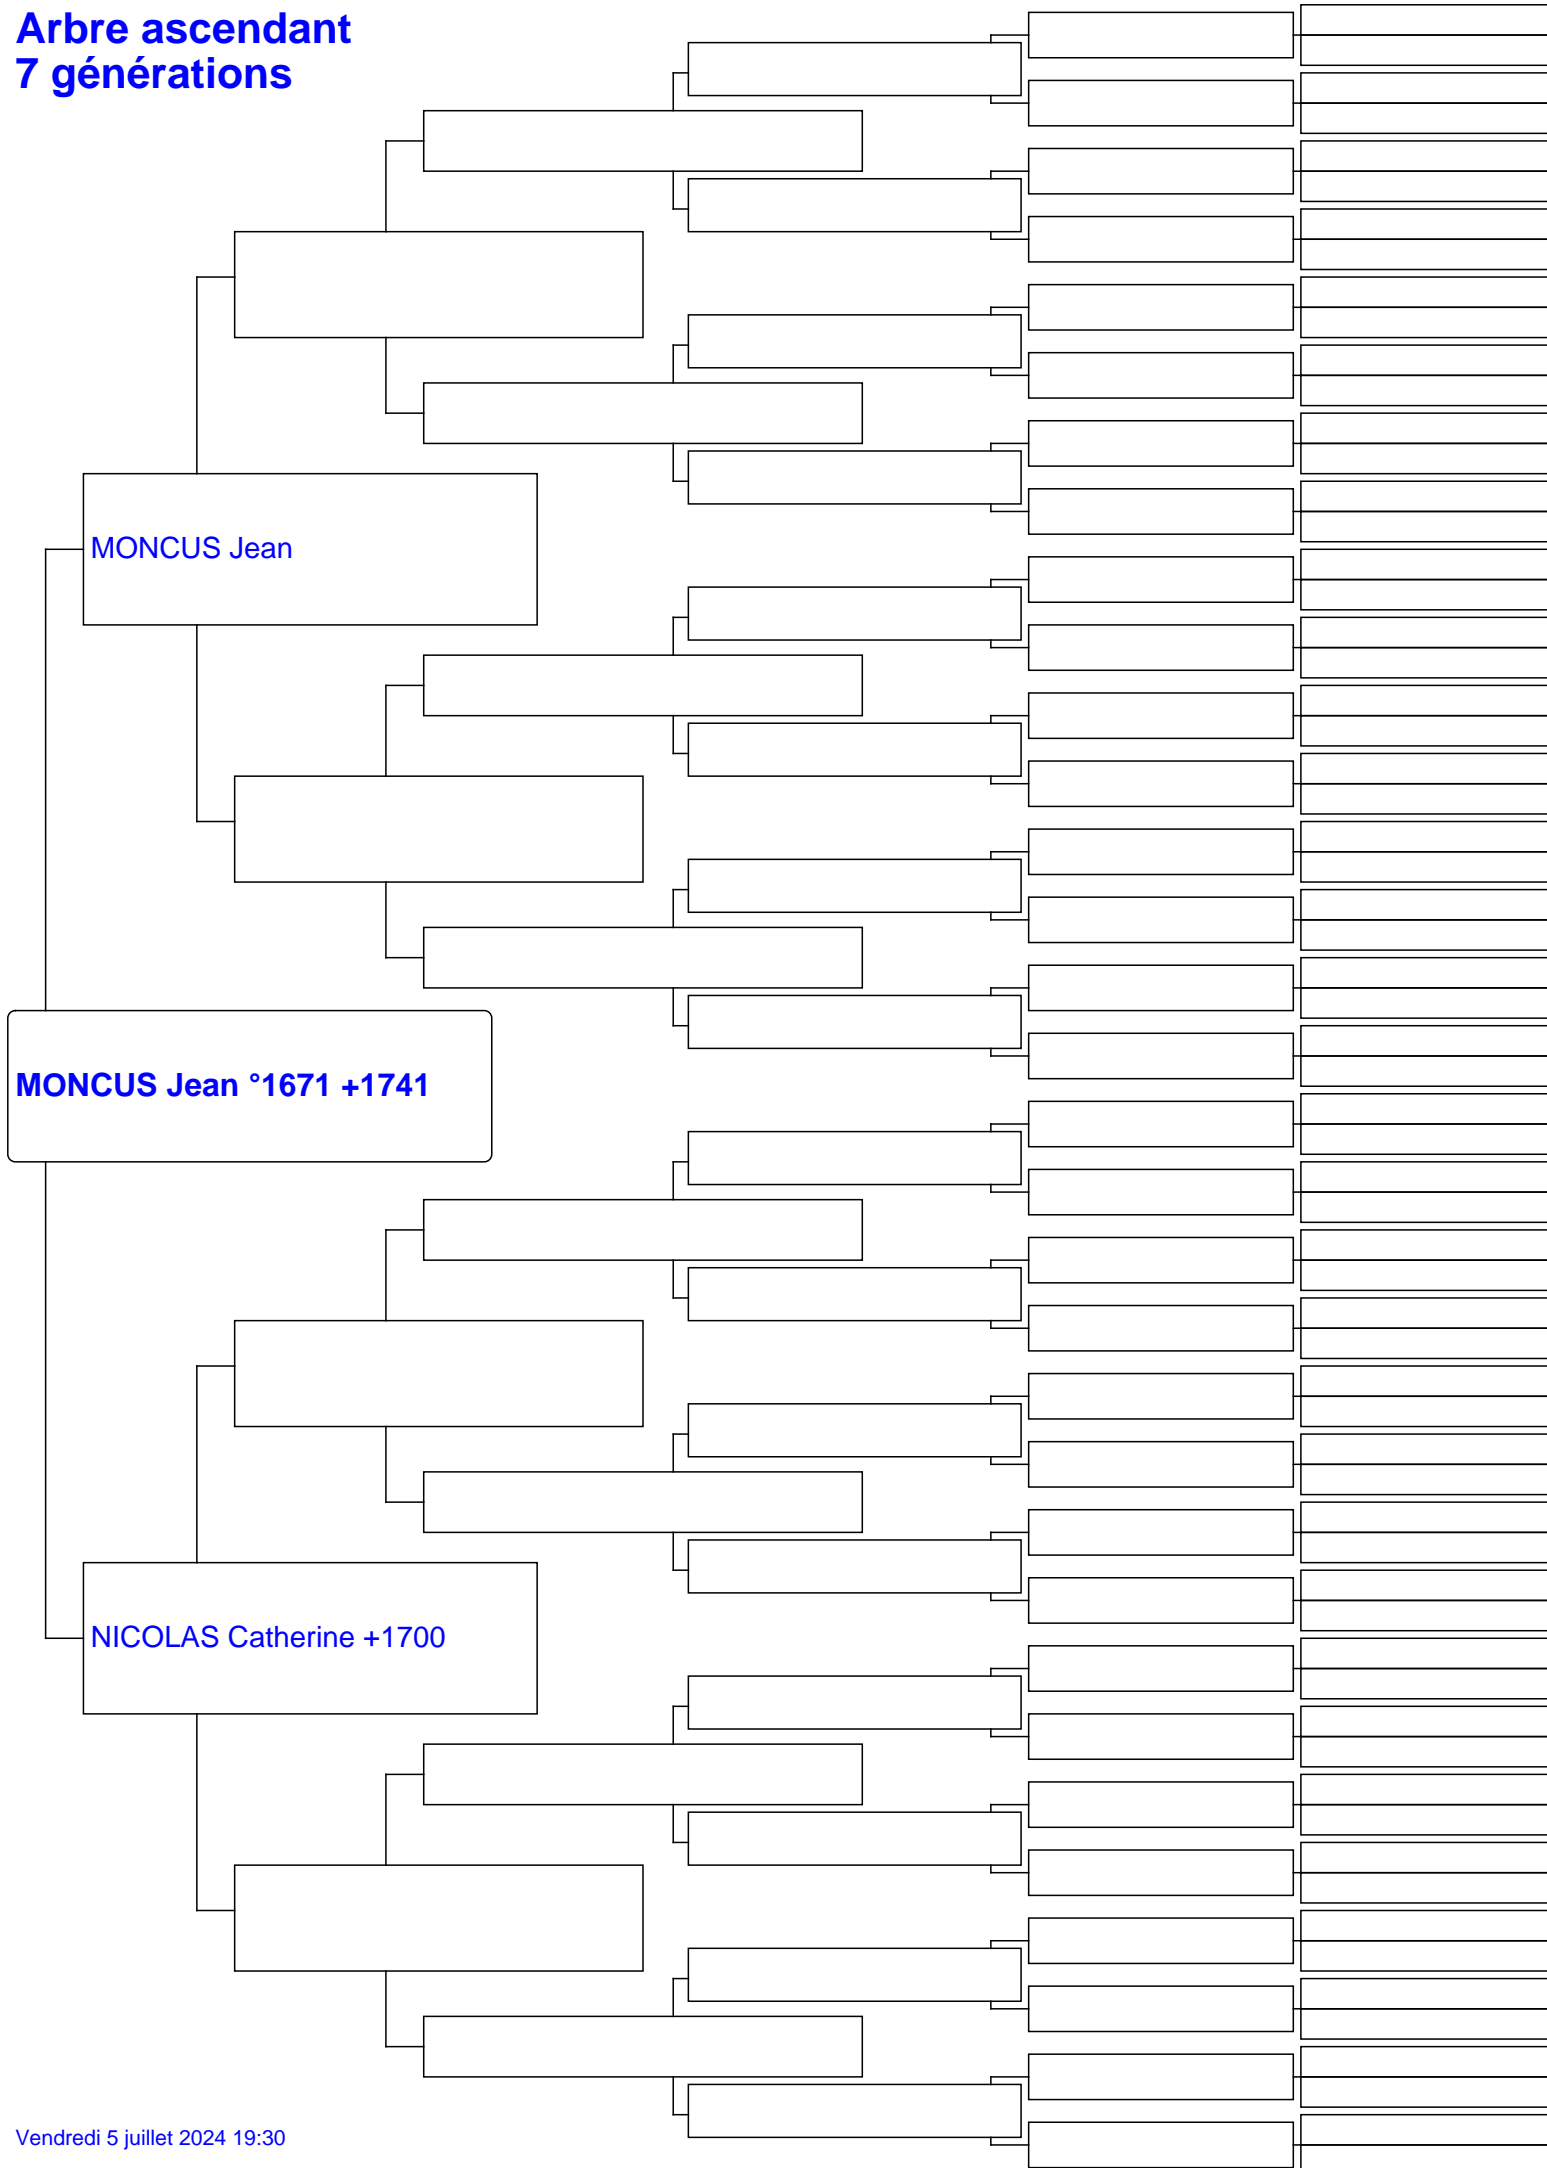 Arbre ascendant
7 générations
MONCUS Jean
MONCUS Jean °1671 +1741
NICOLAS Catherine +1700
Vendredi 5 juillet 2024 19:30